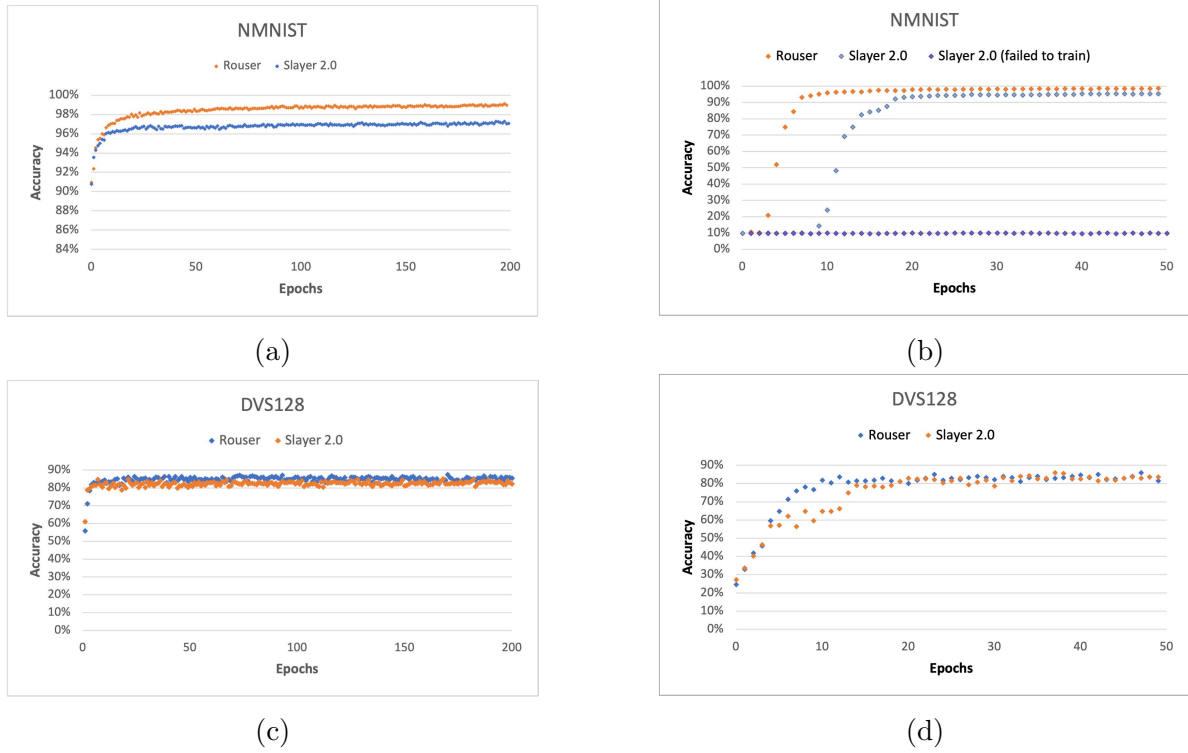 NMNIST
Rouser Slayer 2.0
100%
98%
96%
94%
92%
90%
88%
86%
84%
Accuracy
0 50 100 150 200
Epochs
(a)
NMNIST
Rouser Slayer 2.0 Slayer 2.0 (failed to train)
100%
90%
80%
70%
60%
50%
40%
30%
20%
10%
0%
Accuracy
0 10 20 30 40 50
Epochs
(b)
DVS128
Rouser Slayer 2.0
90%
80%
70%
60%
50%
40%
30%
20%
10%
0%
Accuracy
0 50 100 150 200
Epochs
(c)
DVS128
Rouser Slayer 2.0
90%
80%
70%
60%
50%
40%
30%
20%
10%
0%
Accuracy
0 10 20 30 40 50
Epochs
(d)